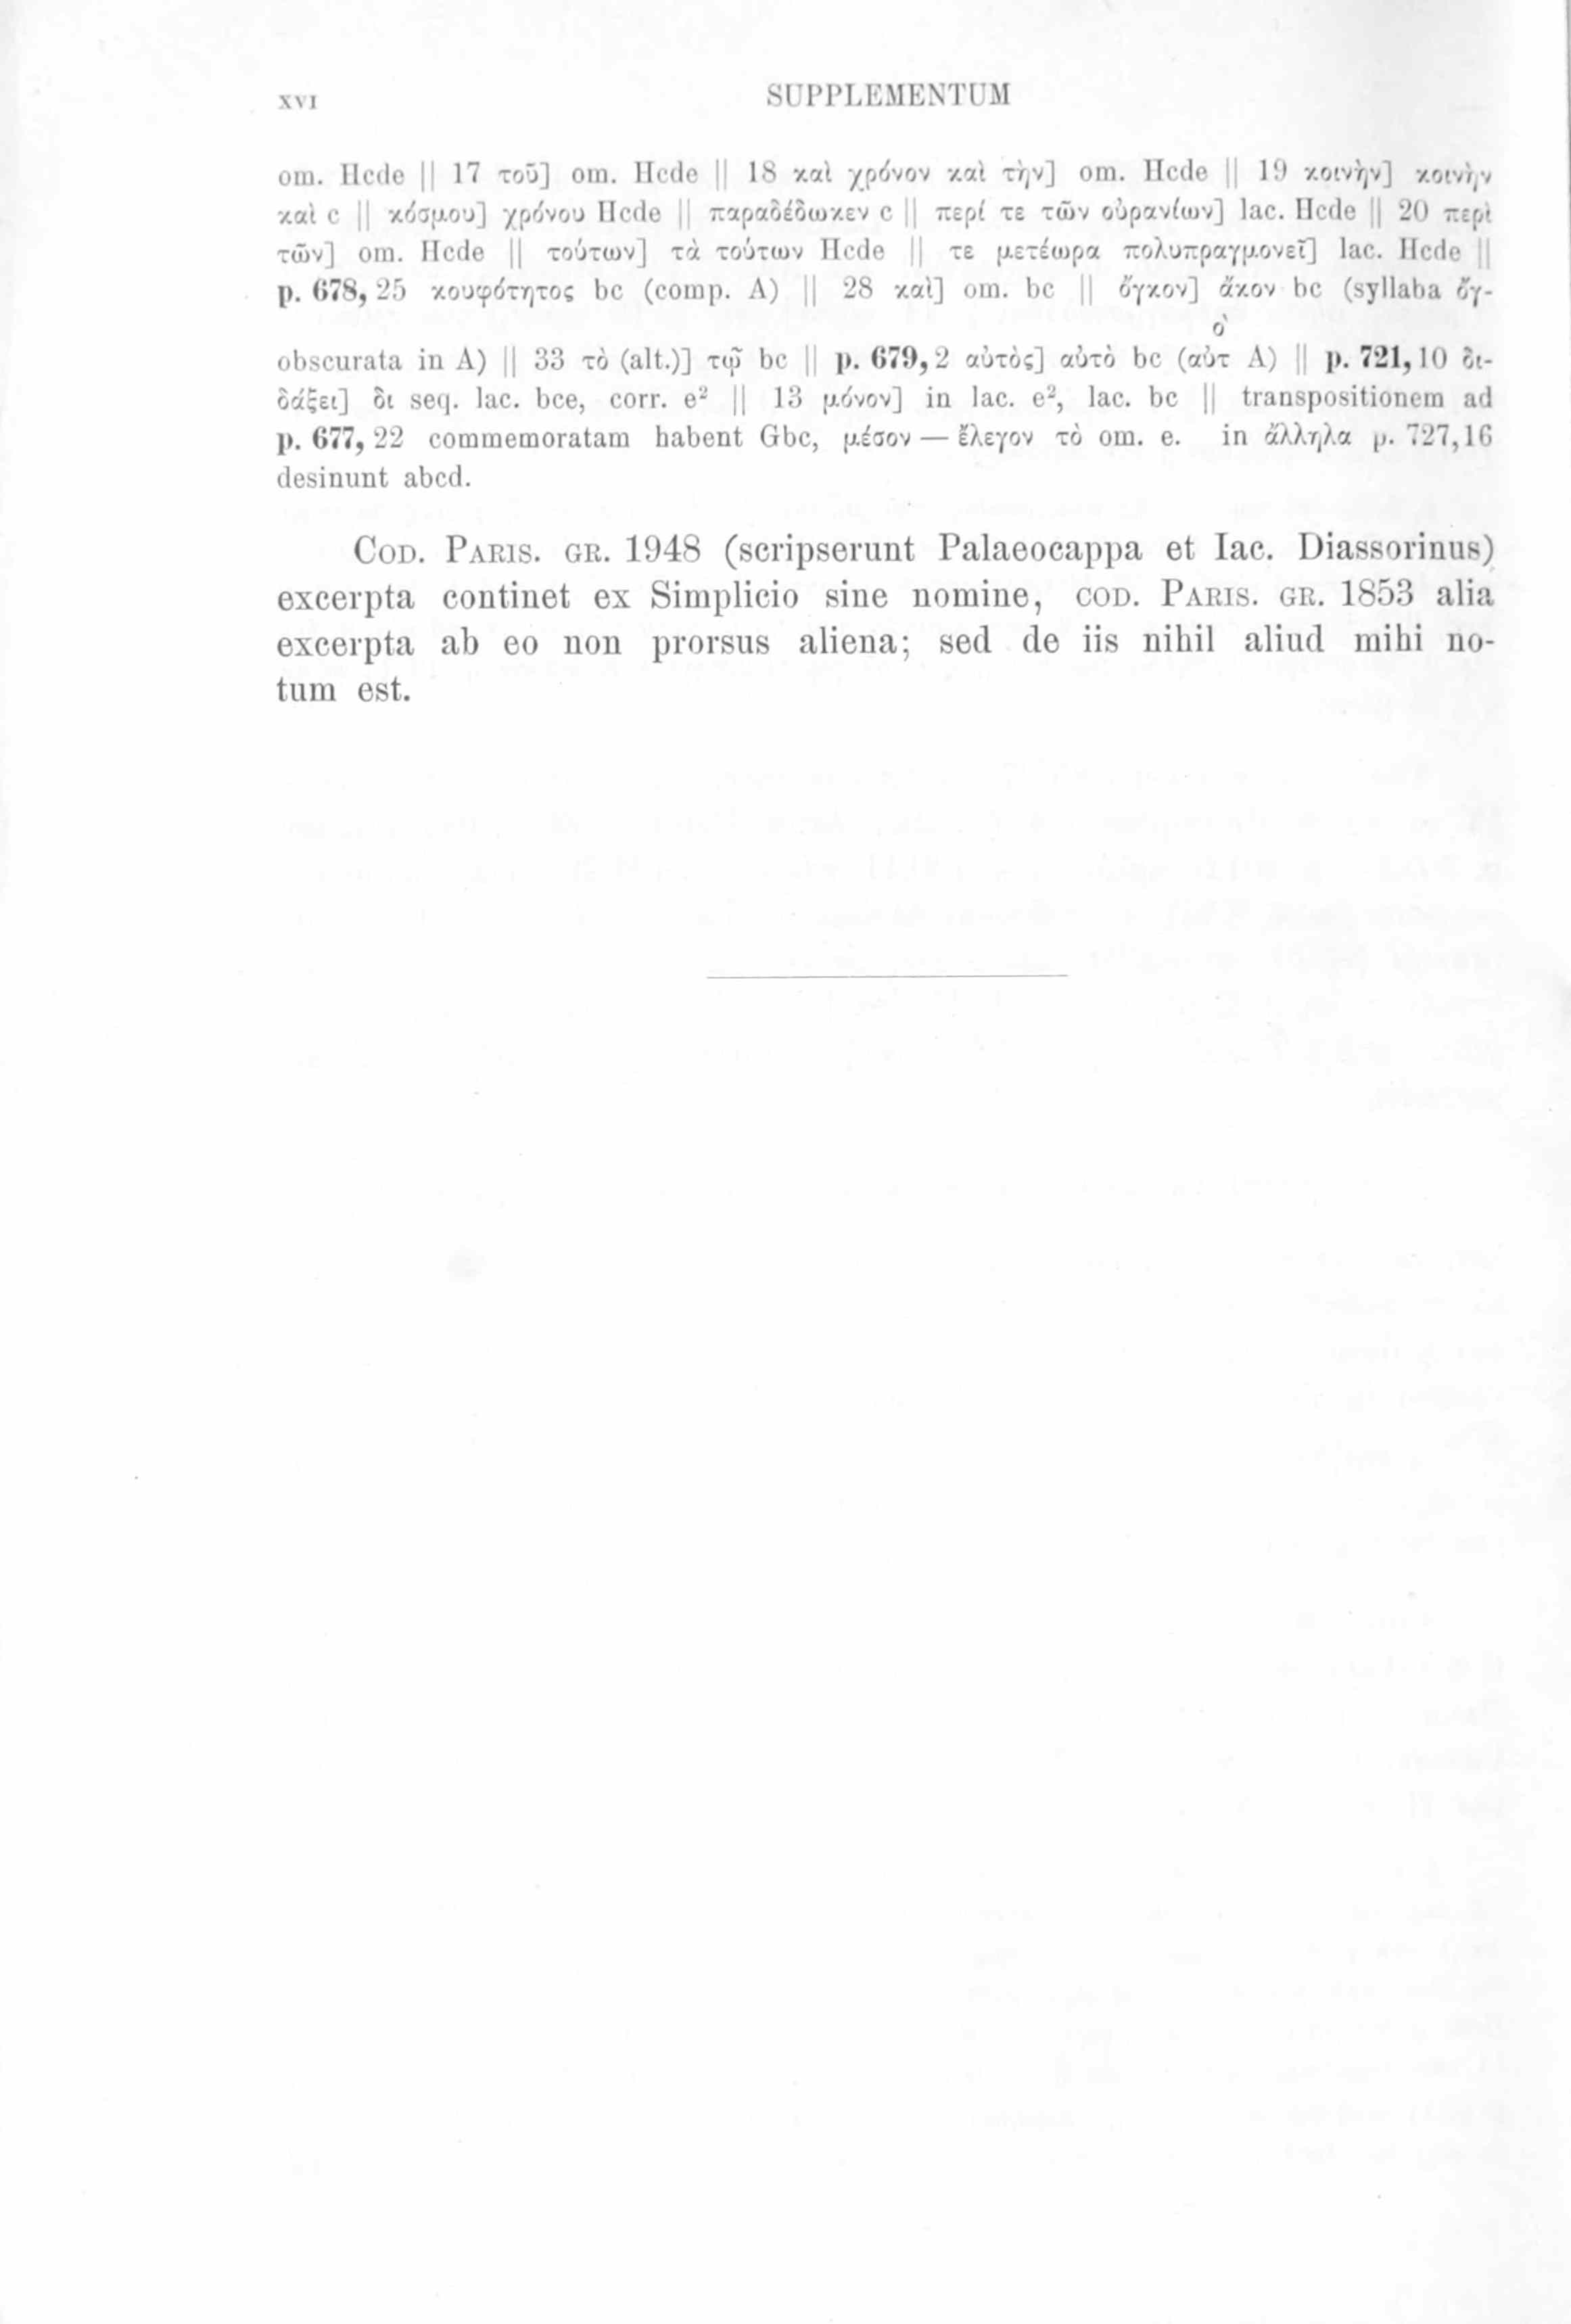 XVI SUPPLEMENTUM
om. Hcde || 17 τοῦ] om. Hcde || 18 καὶ χρόνον καὶ τὴν] om. Hcde || 19 κοινὴν] κοινὴν
καὶ c || κόσμου] χρόνου Hcde || παραδέδωκεν c || περί τε τῶν οὐρανίων] lac. Hcde || 20 περὶ
τῶν] om. Hcde || τούτων] τὰ τούτων Hcde || τε μετέωρα πολυπραγμονεῖ] lac. Hcde ||
p. 678, 25 κουφότητος bc (comp. A) || 28 καὶ] om. bc || ὄγκον] ἄκον bc (syllaba ὄγ-
obscurata in A) || 33 τὸ (alt.)] τῷ bc || p. 679, 2 αὐτὸς] αὐτὸ bc (αὐτὸ A) || p. 721, 10 δι-
δάξει] δι seq. lac. bce, corr. e² || 13 μόνον] in lac. e², lac. bc || transpositionem ad
p. 677, 22 commemoratam habent Gbc, μέσον — ἔλεγον τὸ om. e. in ἄλληλα p. 727,16
desinunt abcd.
COD. PARIS. GR. 1948 (scripserunt Palaeocappa et Iac. Diassorinus)
excerpta continet ex Simplicio sine nomine, COD. PARIS. GR. 1853 alia
excerpta ab eo non prorsus aliena; sed de iis nihil aliud mihi no-
tum est.